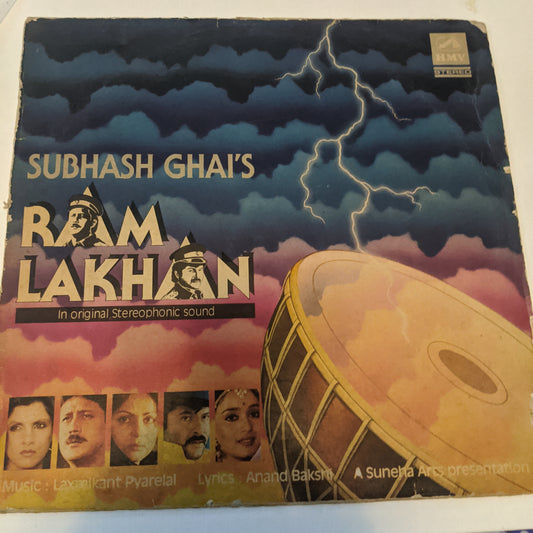 HMV
STEREO
SUBHASH GHAI'S
RAM
LAKHAN
In original Stereophonic sound
Music : Laxmikant Pyarelal Lyrics : Anand Bakshi A Suneha Arts presentation